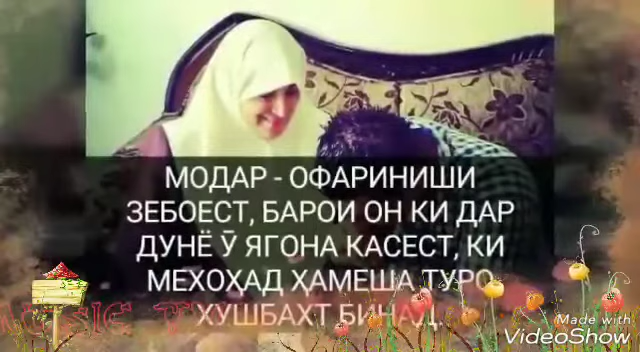 МОДАР - ОФАРИНИШИ
ЗЕБОЕСТ, БАРОИ ОН КИ ДАР
ДУНЁ Ӯ ЯГОНА КАСЕСТ, КИ
МЕХОҲАД ҲАМЕША ТУРО
ХУШБАХТ БИНАД.
Made with
VideoShow